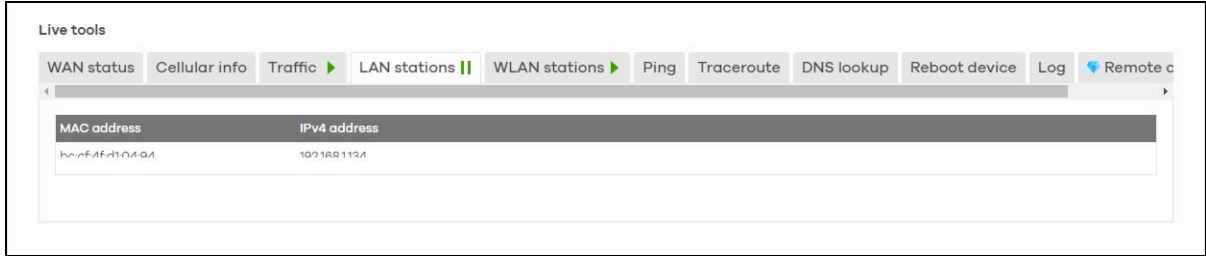 Live tools
WAN status Cellular info Traffic LAN stations WLAN stations Ping Traceroute DNS lookup Reboot device Log Remote c
MAC address IPv4 address
bc:cf:4f:d1:04:94 192.168.1.134